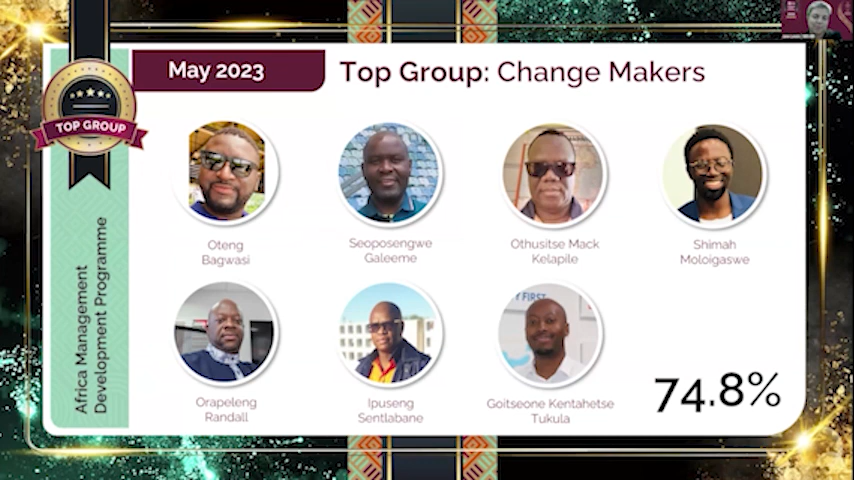 May 2023
Top Group: Change Makers
TOP GROUP
Africa Management
Development Programme
Oteng
Bagwasi
Seoposengwe
Galeeme
Othusitse Mack
Kelapile
Shimah
Moloigaswe
Orapeleng
Randall
Ipuseng
Sentlabane
Y FIRST
Goitseone Kentahetse
Tukula
74.8%